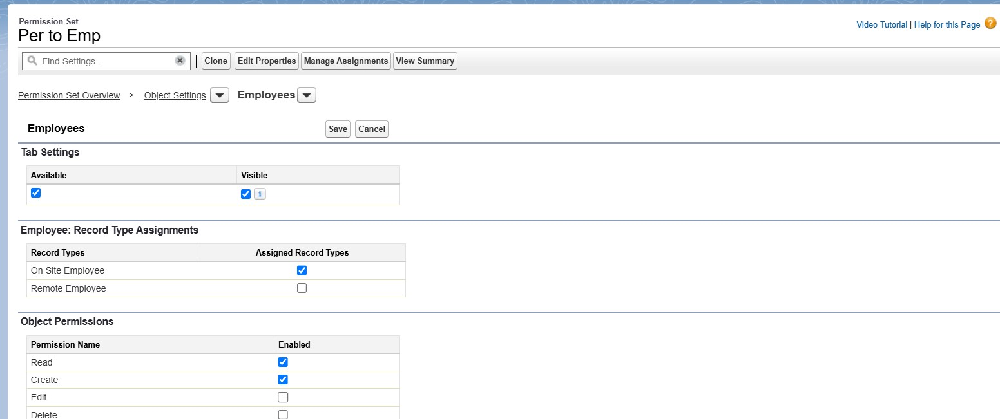 Permission Set
Per to Emp
Video Tutorial | Help for this Page ?
Find Settings...
Clone
Edit Properties
Manage Assignments
View Summary
Permission Set Overview > Object Settings Employees
Employees
Save
Cancel
Tab Settings
Available Visible
i
Employee: Record Type Assignments
Record Types Assigned Record Types
On Site Employee
Remote Employee
Object Permissions
Permission Name Enabled
Read
Create
Edit
Delete